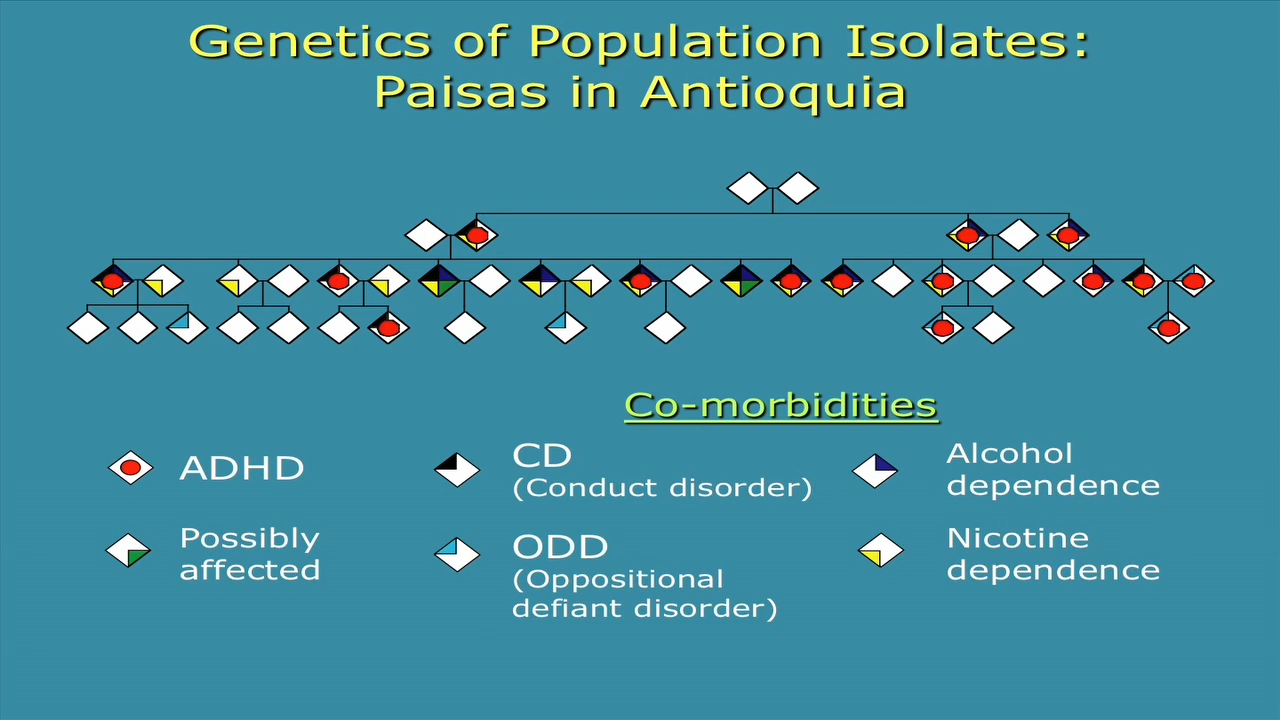 Genetics of Population Isolates:
Paisas in Antioquia
Co-morbidities
ADHD
CD
(Conduct disorder)
Alcohol
dependence
Possibly
affected
ODD
(Oppositional
defiant disorder)
Nicotine
dependence